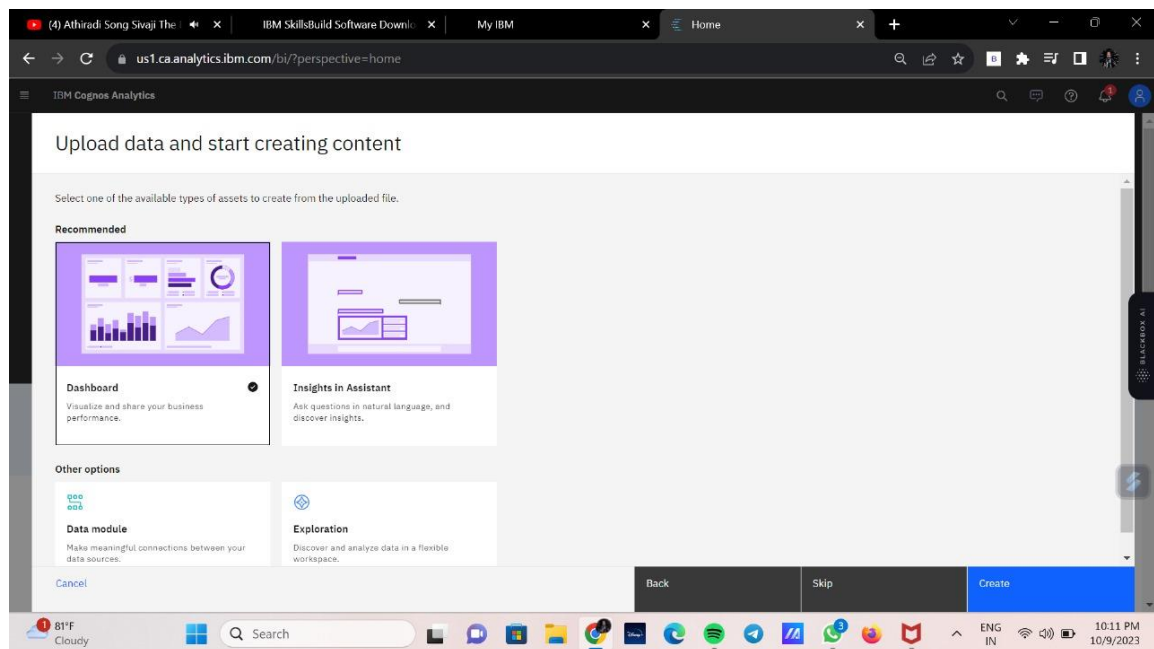 (4) Athiradi Song Sivaji The
IBM SkillsBuild Software Downlo
My IBM
Home
us1.ca.analytics.ibm.com/bi/?perspective=home
B
IBM Cognos Analytics
1
Upload data and start creating content
Select one of the available types of assets to create from the uploaded file.
Recommended
Dashboard
Visualize and share your business
performance.
Insights in Assistant
Ask questions in natural language, and
discover insights.
BLACKBOX AI
Other options
Data module
Make meaningful connections between your
data sources.
Exploration
Discover and analyze data in a flexible
workspace.
Cancel
Back
Skip
Create
1
81°F
Cloudy
Search
3
ENG
IN
10:11 PM
10/9/2023